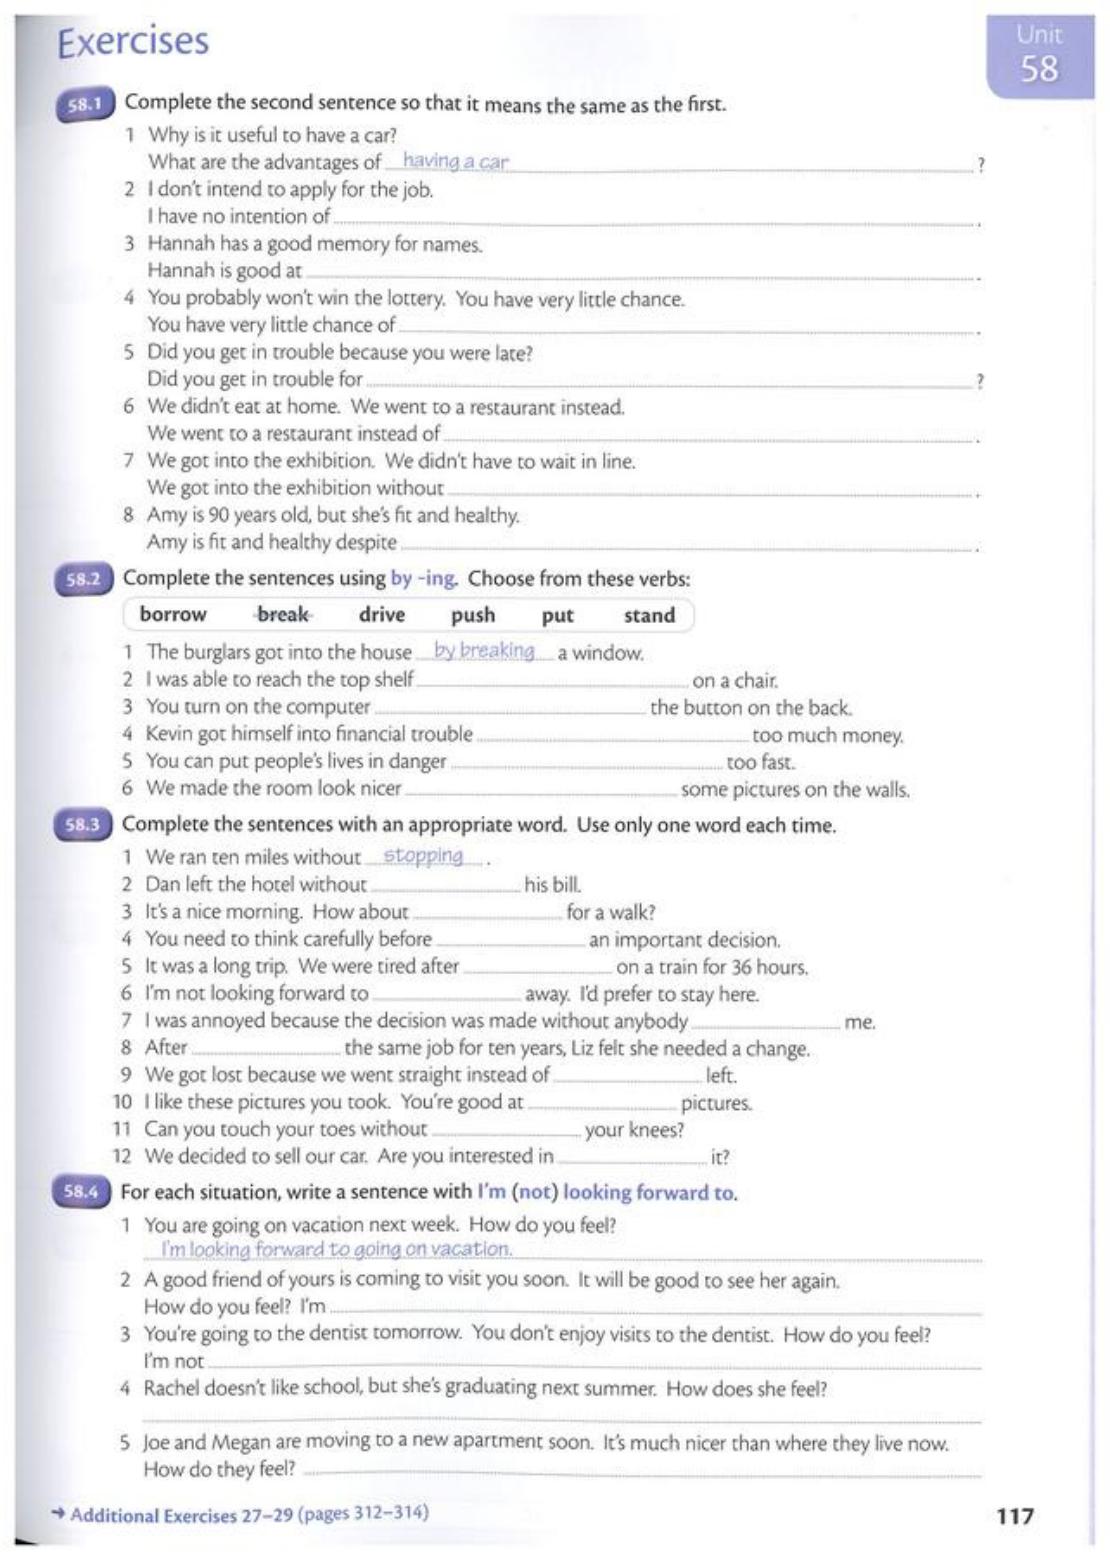 Exercises
Unit
58
58.1 Complete the second sentence so that it means the same as the first.
1 Why is it useful to have a car?
What are the advantages of having a car ?
2 I don't intend to apply for the job.
I have no intention of .
3 Hannah has a good memory for names.
Hannah is good at .
4 You probably won't win the lottery. You have very little chance.
You have very little chance of .
5 Did you get in trouble because you were late?
Did you get in trouble for ?
6 We didn't eat at home. We went to a restaurant instead.
We went to a restaurant instead of .
7 We got into the exhibition. We didn't have to wait in line.
We got into the exhibition without .
8 Amy is 90 years old, but she's fit and healthy.
Amy is fit and healthy despite .
58.2 Complete the sentences using by -ing. Choose from these verbs:
borrow break drive push put stand
1 The burglars got into the house by breaking a window.
2 I was able to reach the top shelf on a chair.
3 You turn on the computer the button on the back.
4 Kevin got himself into financial trouble too much money.
5 You can put people's lives in danger too fast.
6 We made the room look nicer some pictures on the walls.
58.3 Complete the sentences with an appropriate word. Use only one word each time.
1 We ran ten miles without stopping .
2 Dan left the hotel without his bill.
3 It's a nice morning. How about for a walk?
4 You need to think carefully before an important decision.
5 It was a long trip. We were tired after on a train for 36 hours.
6 I'm not looking forward to away. I'd prefer to stay here.
7 I was annoyed because the decision was made without anybody me.
8 After the same job for ten years, Liz felt she needed a change.
9 We got lost because we went straight instead of left.
10 I like these pictures you took. You're good at pictures.
11 Can you touch your toes without your knees?
12 We decided to sell our car. Are you interested in it?
58.4 For each situation, write a sentence with I'm (not) looking forward to.
1 You are going on vacation next week. How do you feel?
I'm looking forward to going on vacation.
2 A good friend of yours is coming to visit you soon. It will be good to see her again.
How do you feel? I'm
3 You're going to the dentist tomorrow. You don't enjoy visits to the dentist. How do you feel?
I'm not
4 Rachel doesn't like school, but she's graduating next summer. How does she feel?
5 Joe and Megan are moving to a new apartment soon. It's much nicer than where they live now.
How do they feel?
→ Additional Exercises 27–29 (pages 312–314)
117